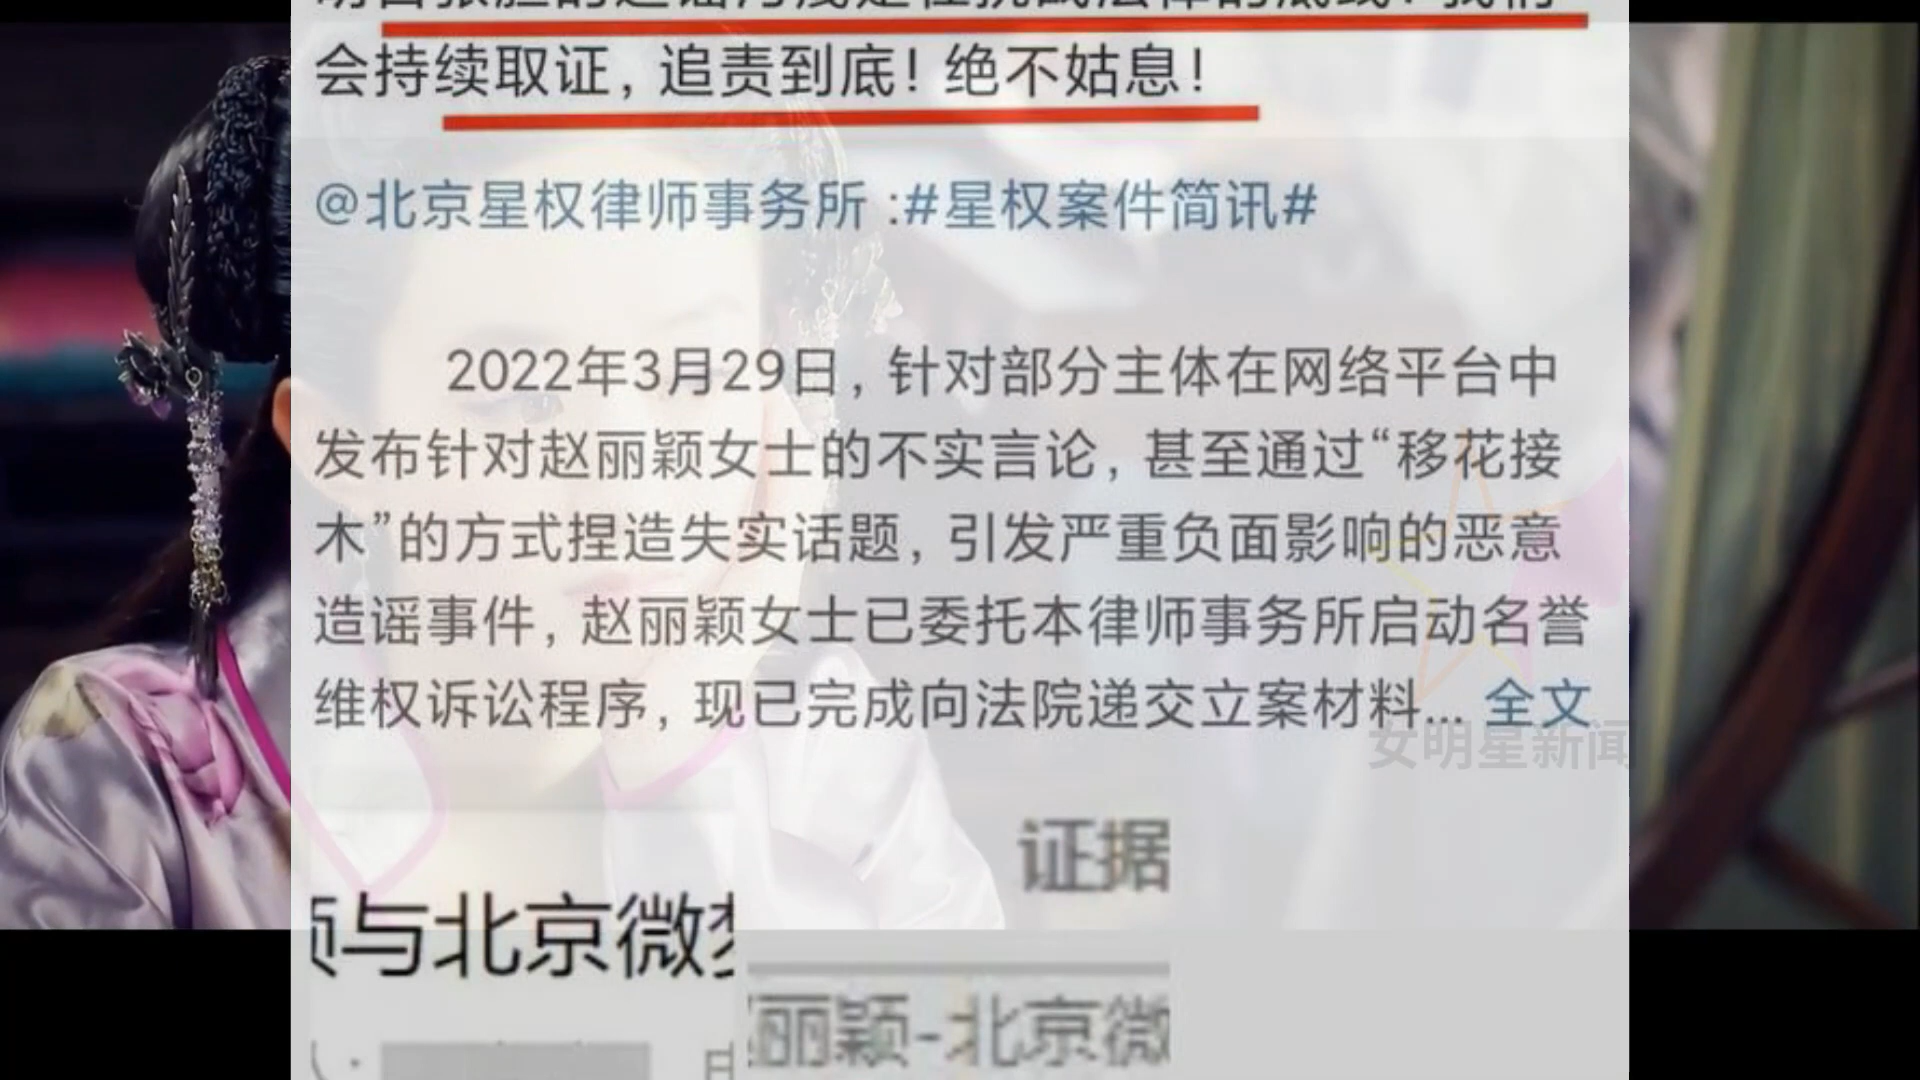 会持续取证，追责到底！绝不姑息！
@北京星权律师事务所 :#星权案件简讯#
2022年3月29日，针对部分主体在网络平台中
发布针对赵丽颖女士的不实言论，甚至通过“移花接
木”的方式捏造失实话题，引发严重负面影响的恶意
造谣事件，赵丽颖女士已委托本律师事务所启动名誉
维权诉讼程序，现已完成向法院递交立案材料... 全文
女明星新闻
证据
与北京微
丽颖-北京微